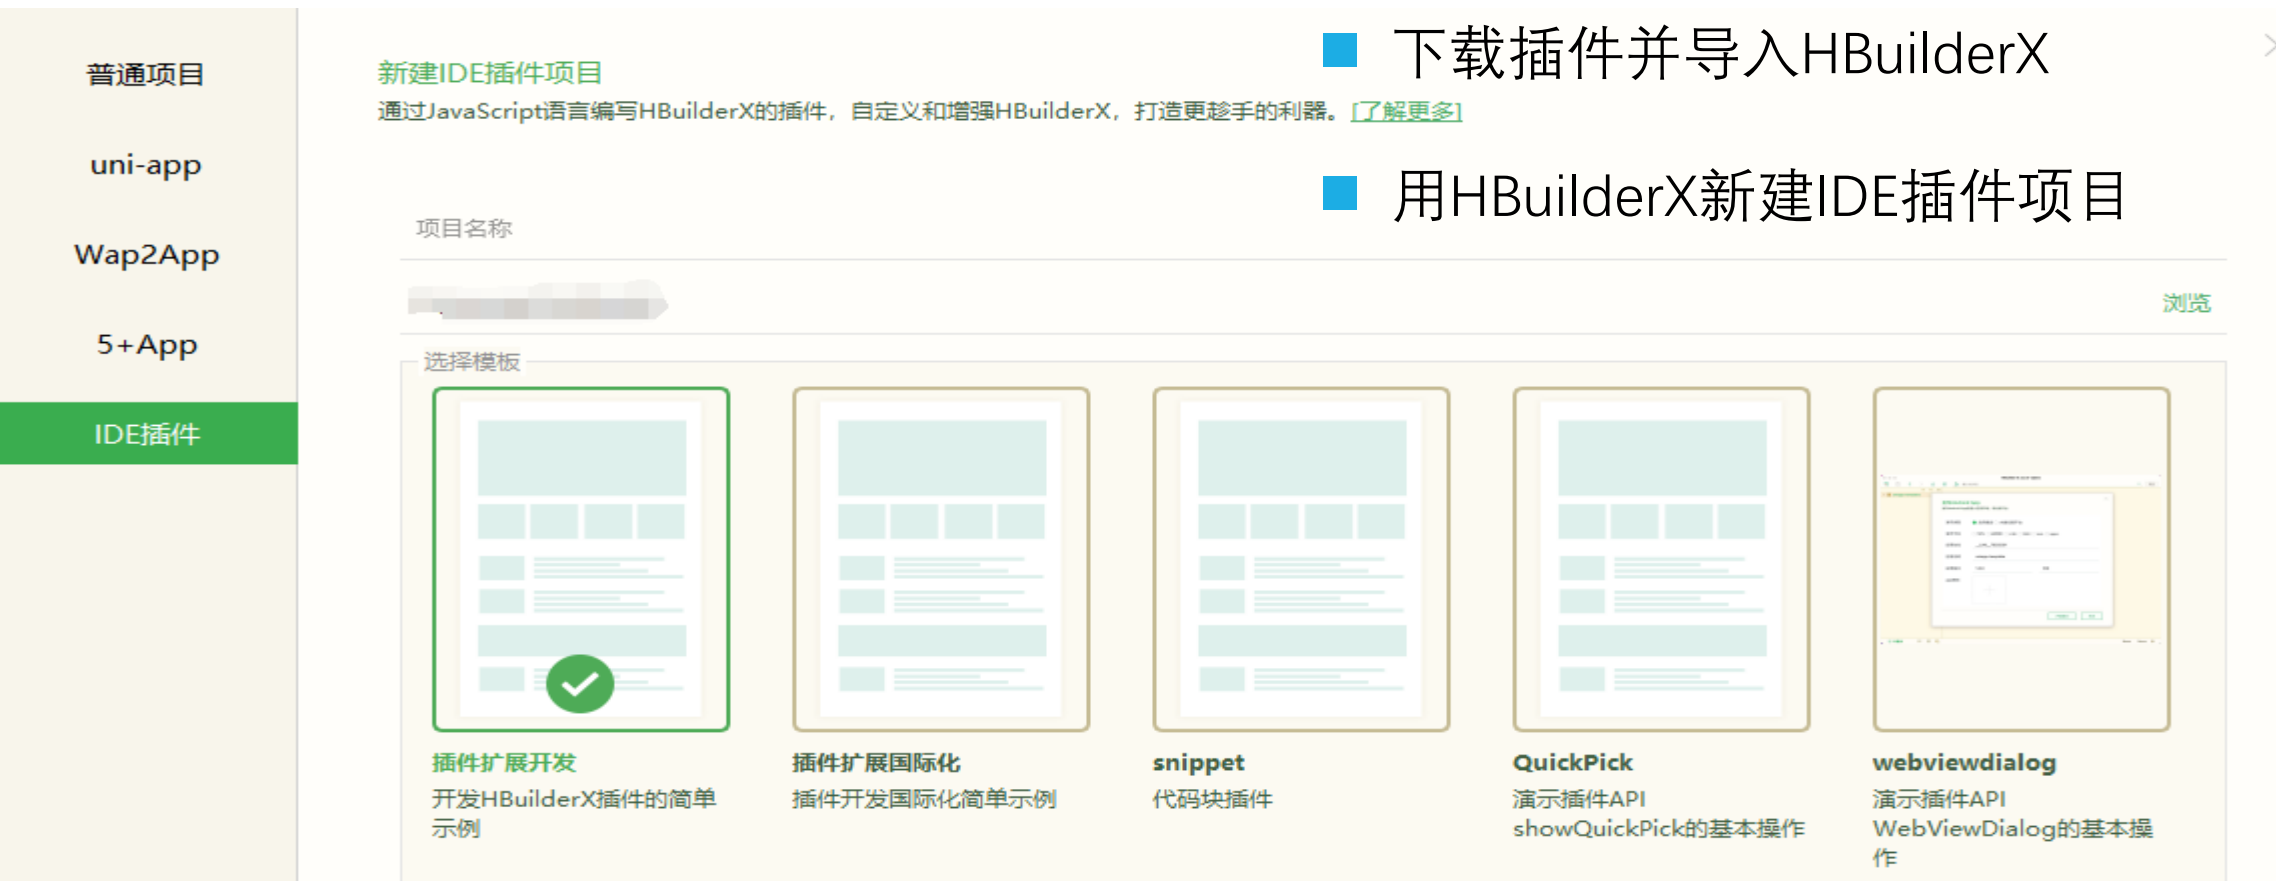 普通项目
uni-app
Wap2App
5+App
IDE插件
新建IDE插件项目
通过JavaScript语言编写HBuilderX的插件，自定义和增强HBuilderX，打造更趁手的利器。[了解更多]
下载插件并导入HBuilderX
用HBuilderX新建IDE插件项目
项目名称
浏览
选择模板
插件扩展开发
开发HBuilderX插件的简单
示例
插件扩展国际化
插件开发国际化简单示例
snippet
代码块插件
QuickPick
演示插件API
showQuickPick的基本操作
webviewdialog
演示插件API
WebViewDialog的基本操
作